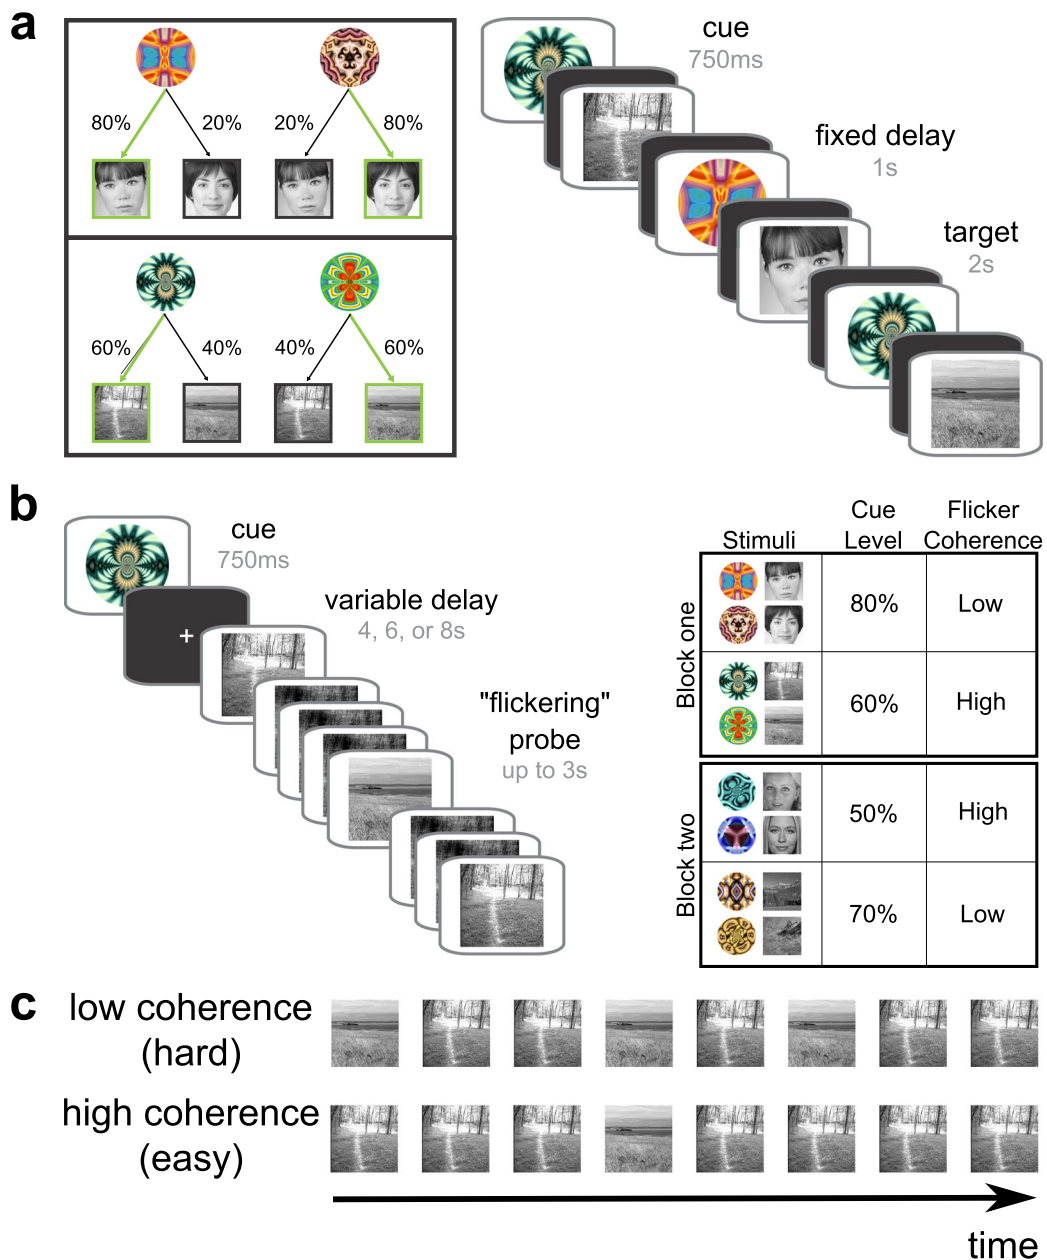 a
80%
20%
20%
80%
60%
40%
40%
60%
cue
750ms
fixed delay
1s
target
2s
b
cue
750ms
+
variable delay
4, 6, or 8s
"flickering"
probe
up to 3s
Stimuli
Cue
Level
Flicker
Coherence
Block one
80%
Low
60%
High
Block two
50%
High
70%
Low
c
low coherence
(hard)
high coherence
(easy)
time